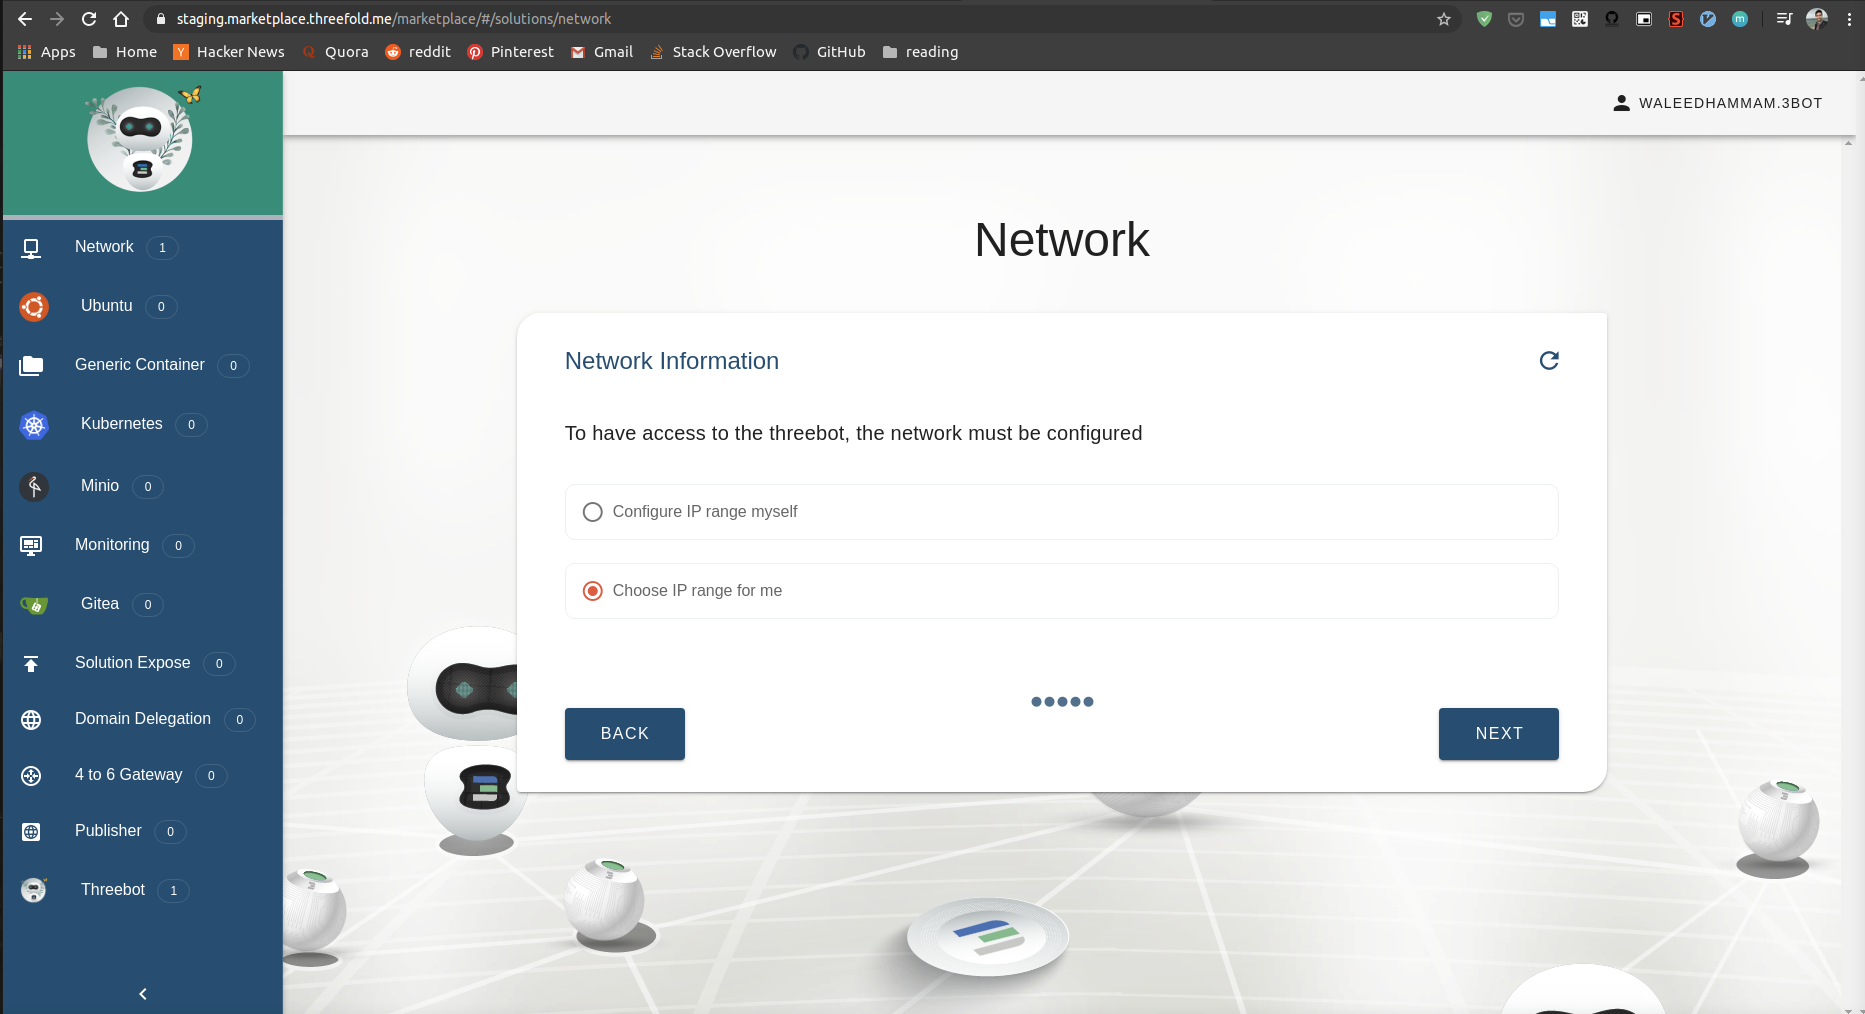 staging.marketplace.threefold.me/marketplace/#/solutions/network
Apps Home Hacker News Quora reddit Pinterest Gmail Stack Overflow GitHub reading
WALEEDHAMMAM.3BOT
Network 1
Ubuntu 0
Generic Container 0
Kubernetes 0
Minio 0
Monitoring 0
Gitea 0
Solution Expose 0
Domain Delegation 0
4 to 6 Gateway 0
Publisher 0
Threebot 1
Network
Network Information
To have access to the threebot, the network must be configured
Configure IP range myself
Choose IP range for me
BACK
NEXT